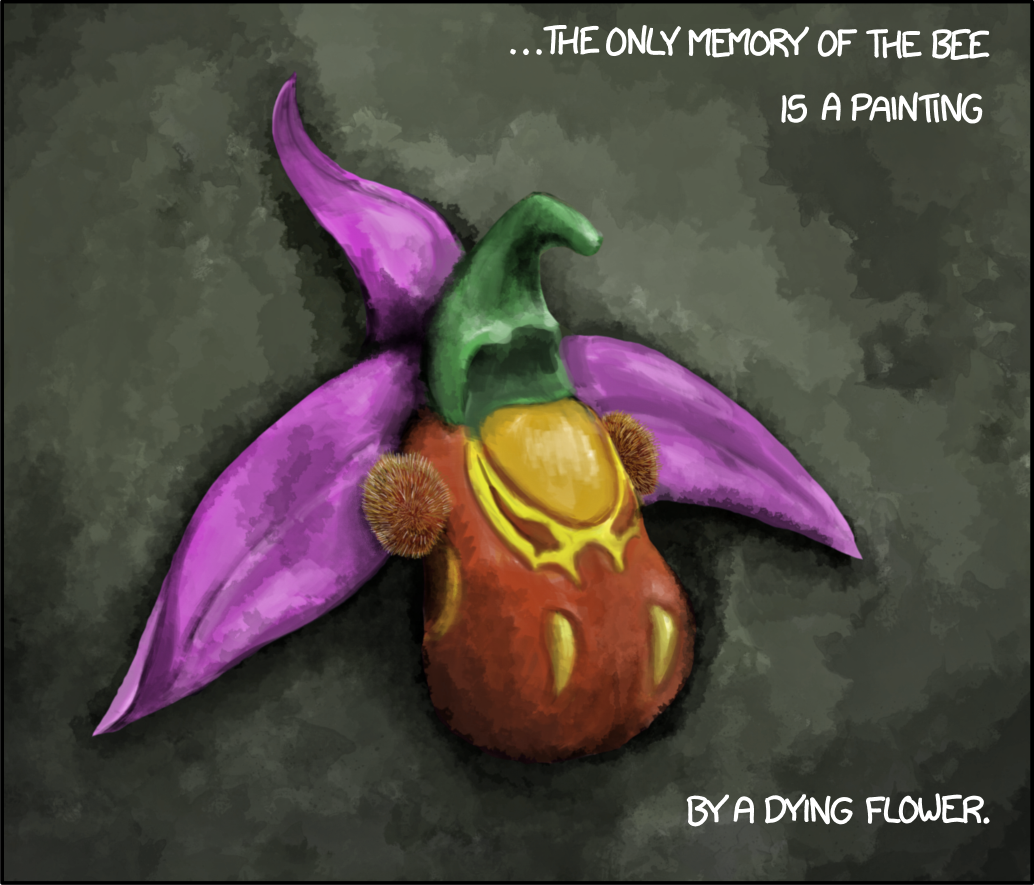 ...THE ONLY MEMORY OF THE BEE
IS A PAINTING
BY A DYING FLOWER.